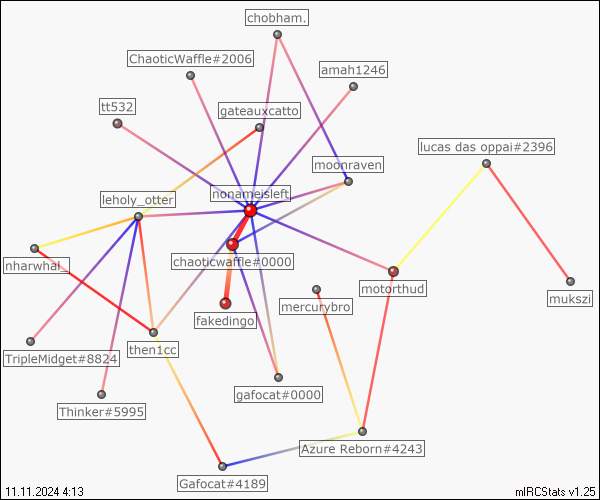 chobham.
ChaoticWaffle#2006
amah1246
tt532
gateauxcatto
lucas das oppai#2396
moonraven
nonameisleft
leholy_otter
chaoticwaffle#0000
nharwhal_
motorthud
mukszi
mercurybro
fakedingo
then1cc
TripleMidget#8824
gafocat#0000
Thinker#5995
Azure Reborn#4243
Gafocat#4189
11.11.2024 4:13
mIRCStats v1.25